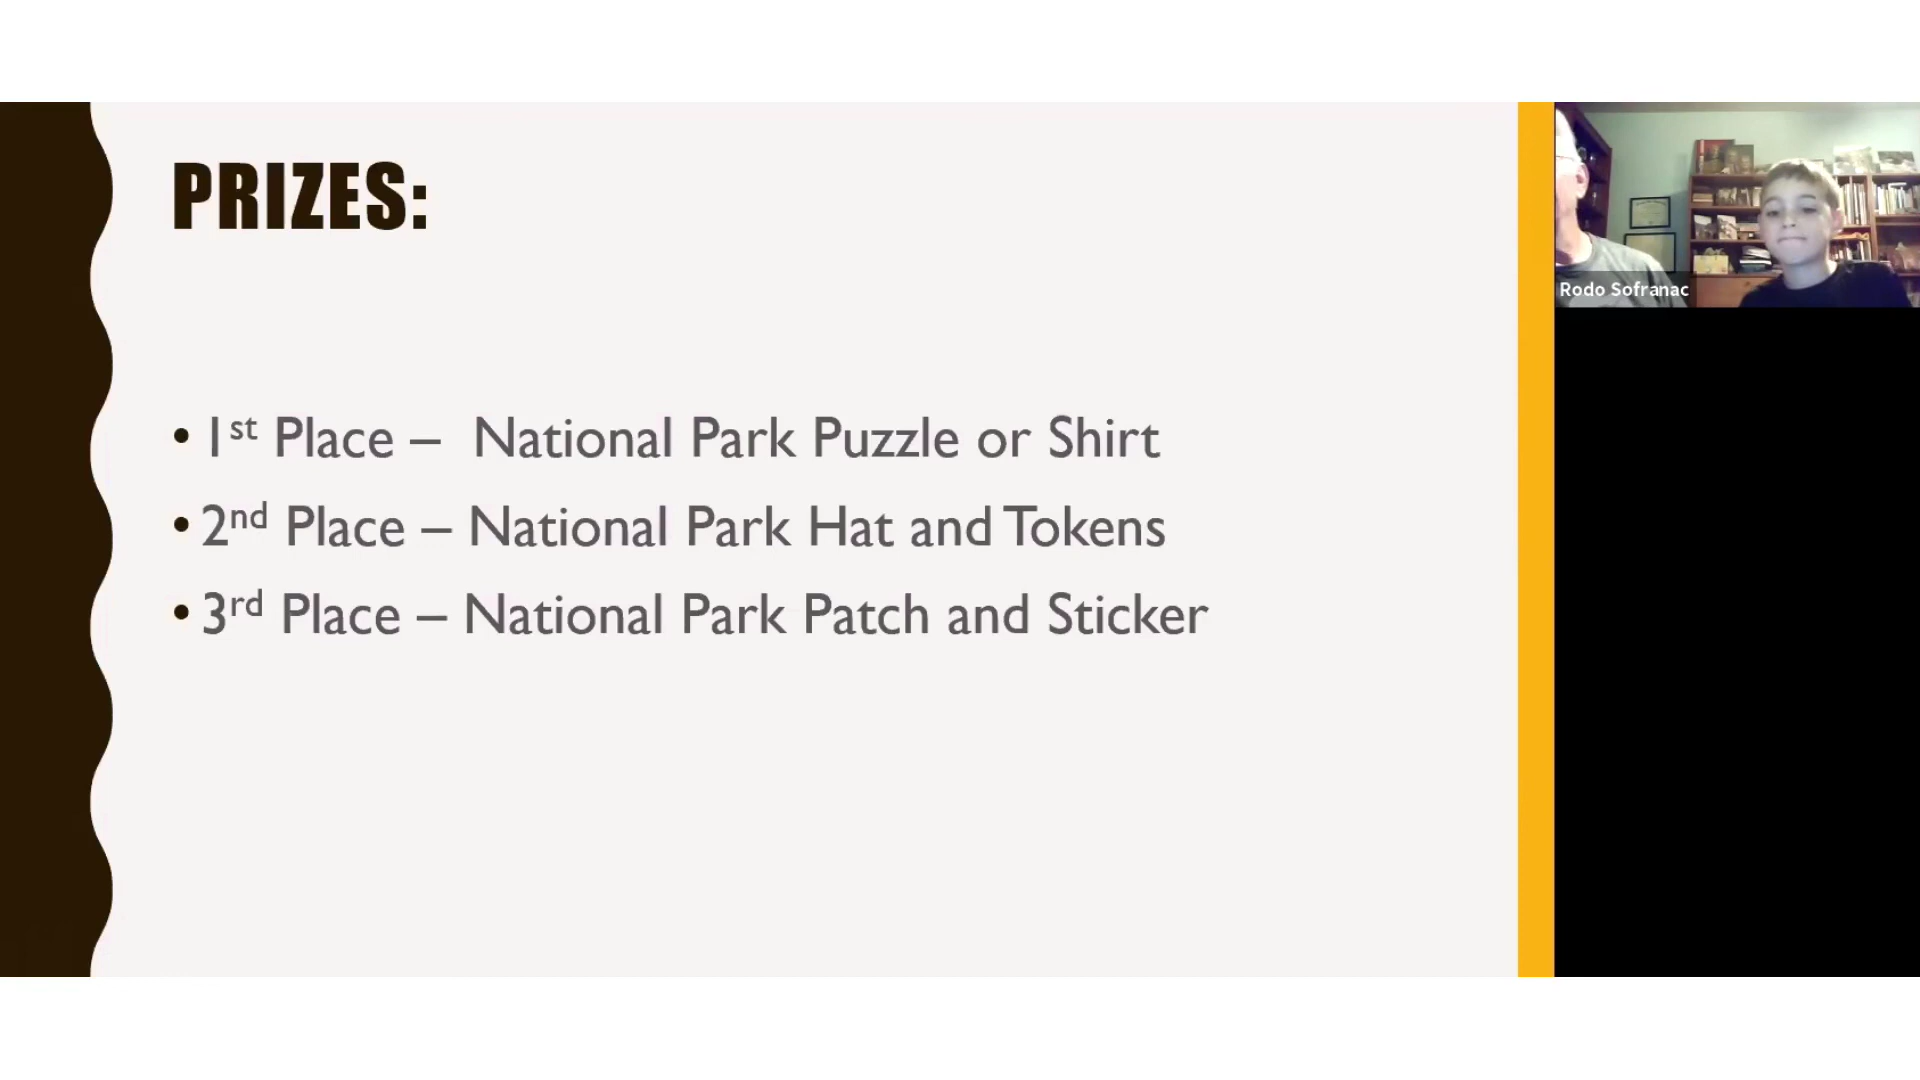 PRIZES:
• 1st Place – National Park Puzzle or Shirt
• 2nd Place – National Park Hat and Tokens
• 3rd Place – National Park Patch and Sticker
Rodo Sofranac